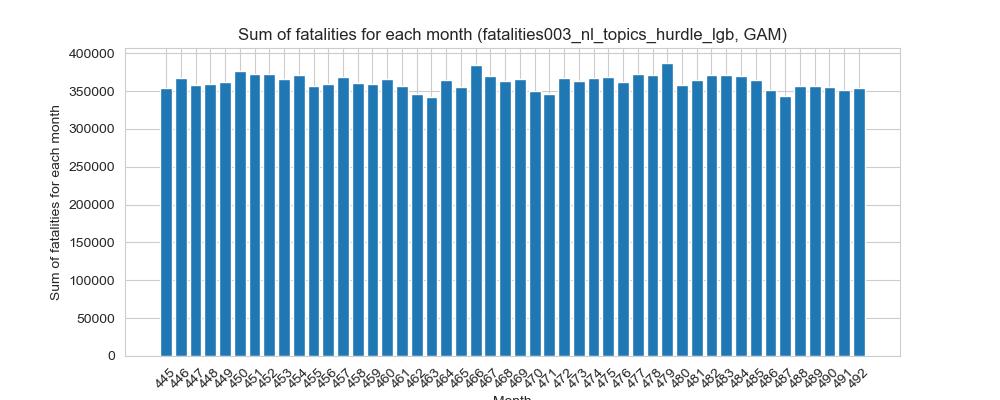 Sum of fatalities for each month (fatalities003_nl_topics_hurdle_lgb, GAM)
400000
350000
300000
250000
200000
150000
100000
50000
0
Sum of fatalities for each month
445 446 447 448 449 450 451 452 453 454 455 456 457 458 459 460 461 462 463 464 465 466 467 468 469 470 471 472 473 474 475 476 477 478 479 480 481 482 483 484 485 486 487 488 489 490 491 492
Month